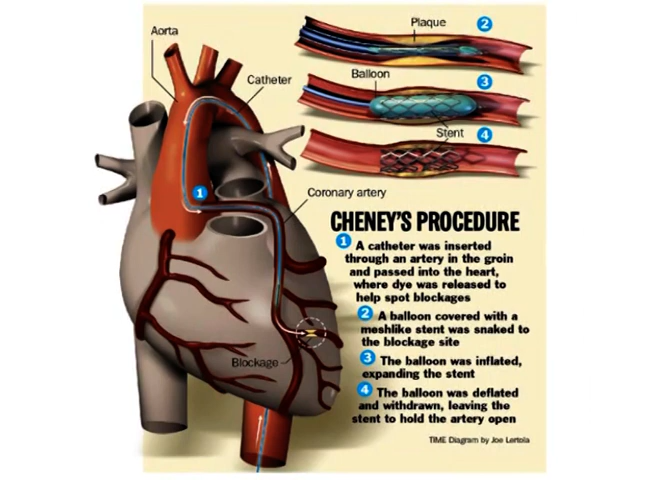 Aorta
Catheter
Plaque
2
Balloon
3
Stent
4
1
Coronary artery
Blockage
CHENEY'S PROCEDURE
1 A catheter was inserted
through an artery in the groin
and passed into the heart,
where dye was released to
help spot blockages
2 A balloon covered with a
meshlike stent was snaked to
the blockage site
3 The balloon was inflated,
expanding the stent
4 The balloon was deflated
and withdrawn, leaving the
stent to hold the artery open
TIME Diagram by Joe Lertola